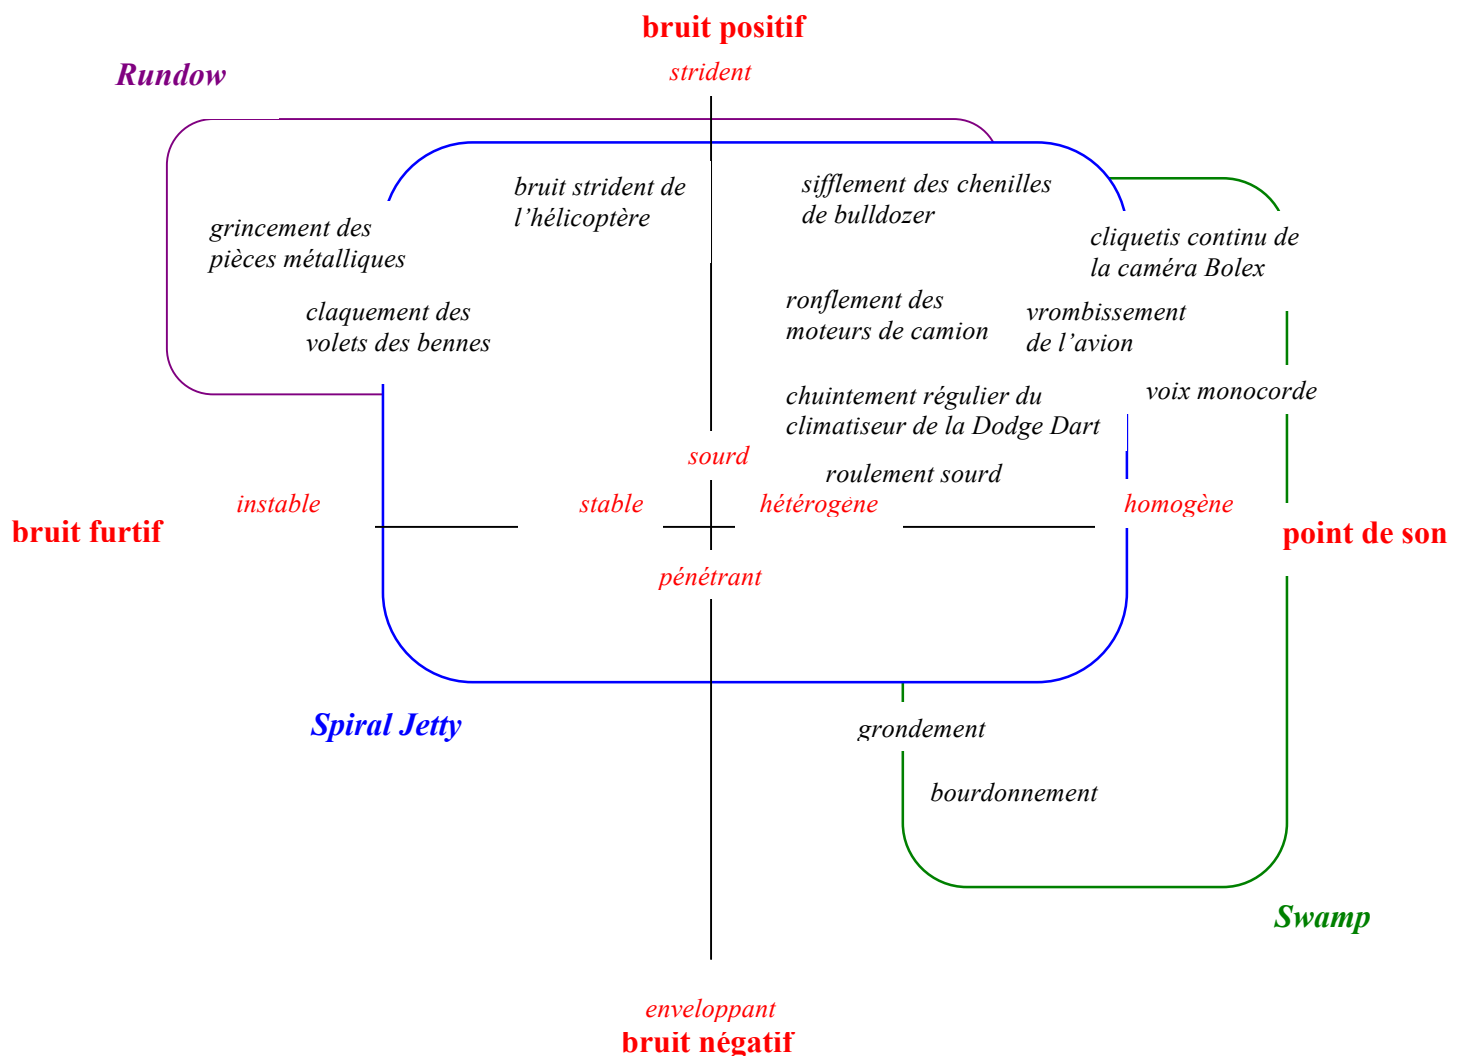 bruit positif
strident
Rundow
bruit strident de
l'hélicoptère
sifflement des chenilles
de bulldozer
grincement des
pièces métalliques
cliquetis continu de
la caméra Bolex
claquement des
volets des bennes
ronflement des
moteurs de camion
vrombissement
de l'avion
chuintement régulier du
climatiseur de la Dodge Dart
voix monocorde
sourd
roulement sourd
instable
stable
hétérogène
homogène
bruit furtif
point de son
pénétrant
Spiral Jetty
grondement
bourdonnement
Swamp
enveloppant
bruit négatif